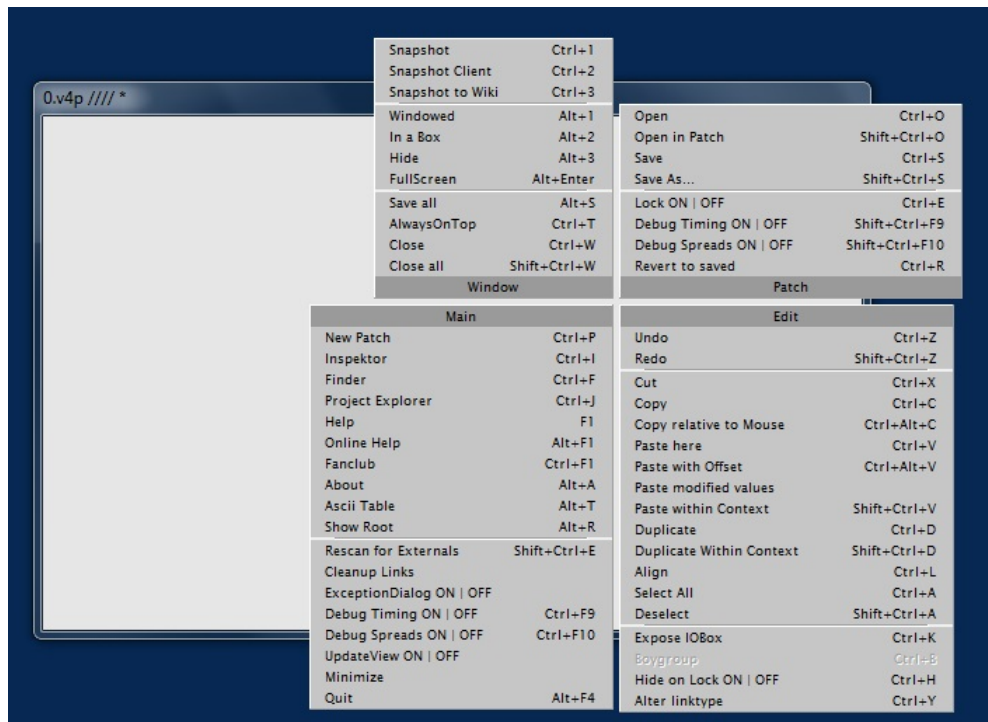 0.v4p //// *
Snapshot Ctrl+1
Snapshot Client Ctrl+2
Snapshot to Wiki Ctrl+3
Windowed Alt+1
In a Box Alt+2
Hide Alt+3
FullScreen Alt+Enter
Save all Alt+S
AlwaysOnTop Ctrl+T
Close Ctrl+W
Close all Shift+Ctrl+W
Window
Open Ctrl+O
Open in Patch Shift+Ctrl+O
Save Ctrl+S
Save As... Shift+Ctrl+S
Lock ON | OFF Ctrl+E
Debug Timing ON | OFF Shift+Ctrl+F9
Debug Spreads ON | OFF Shift+Ctrl+F10
Revert to saved Ctrl+R
Patch
Main
New Patch Ctrl+P
Inspektor Ctrl+I
Finder Ctrl+F
Project Explorer Ctrl+J
Help F1
Online Help Alt+F1
Fanclub Ctrl+F1
About Alt+A
Ascii Table Alt+T
Show Root Alt+R
Rescan for Externals Shift+Ctrl+E
Cleanup Links
ExceptionDialog ON | OFF
Debug Timing ON | OFF Ctrl+F9
Debug Spreads ON | OFF Ctrl+F10
UpdateView ON | OFF
Minimize
Quit Alt+F4
Edit
Undo Ctrl+Z
Redo Shift+Ctrl+Z
Cut Ctrl+X
Copy Ctrl+C
Copy relative to Mouse Ctrl+Alt+C
Paste here Ctrl+V
Paste with Offset Ctrl+Alt+V
Paste modified values
Paste within Context Shift+Ctrl+V
Duplicate Ctrl+D
Duplicate Within Context Shift+Ctrl+D
Align Ctrl+L
Select All Ctrl+A
Deselect Shift+Ctrl+A
Expose IOBox Ctrl+K
Boygroup Ctrl+B
Hide on Lock ON | OFF Ctrl+H
Alter linktype Ctrl+Y